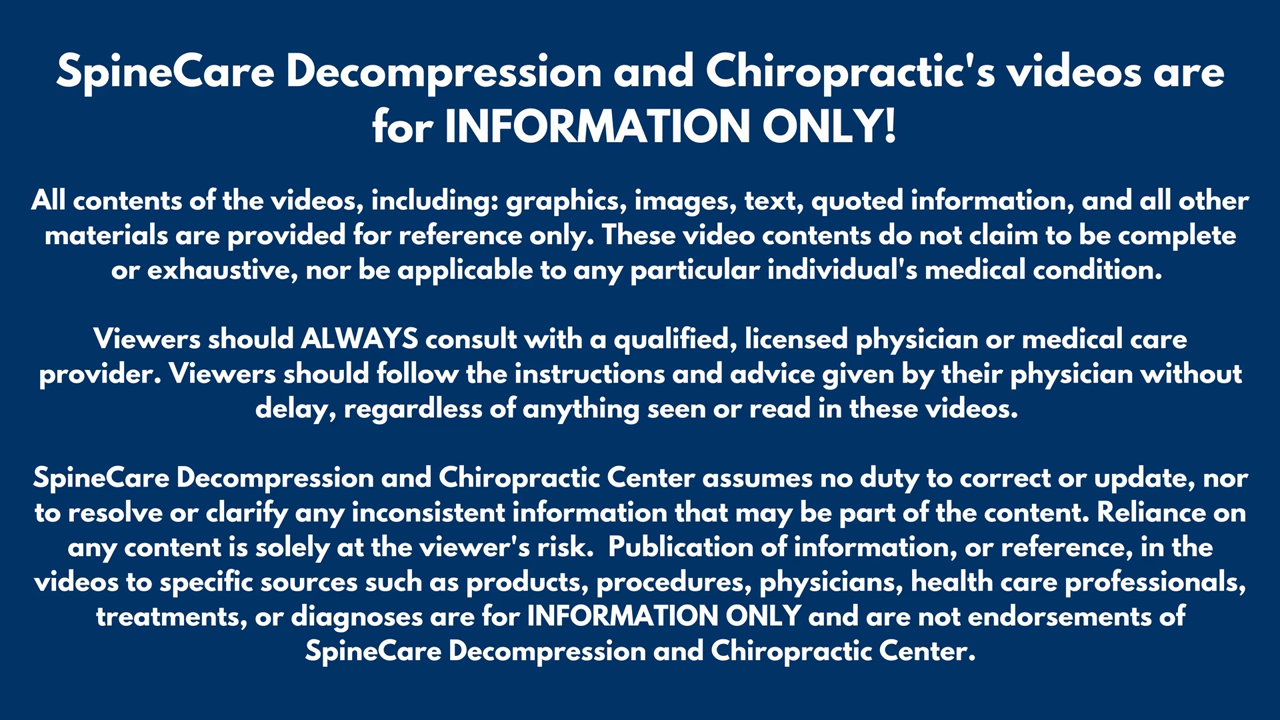 SpineCare Decompression and Chiropractic's videos are
for INFORMATION ONLY!
All contents of the videos, including: graphics, images, text, quoted information, and all other
materials are provided for reference only. These video contents do not claim to be complete
or exhaustive, nor be applicable to any particular individual's medical condition.
Viewers should ALWAYS consult with a qualified, licensed physician or medical care
provider. Viewers should follow the instructions and advice given by their physician without
delay, regardless of anything seen or read in these videos.
SpineCare Decompression and Chiropractic Center assumes no duty to correct or update, nor
to resolve or clarify any inconsistent information that may be part of the content. Reliance on
any content is solely at the viewer's risk.  Publication of information, or reference, in the
videos to specific sources such as products, procedures, physicians, health care professionals,
treatments, or diagnoses are for INFORMATION ONLY and are not endorsements of
SpineCare Decompression and Chiropractic Center.